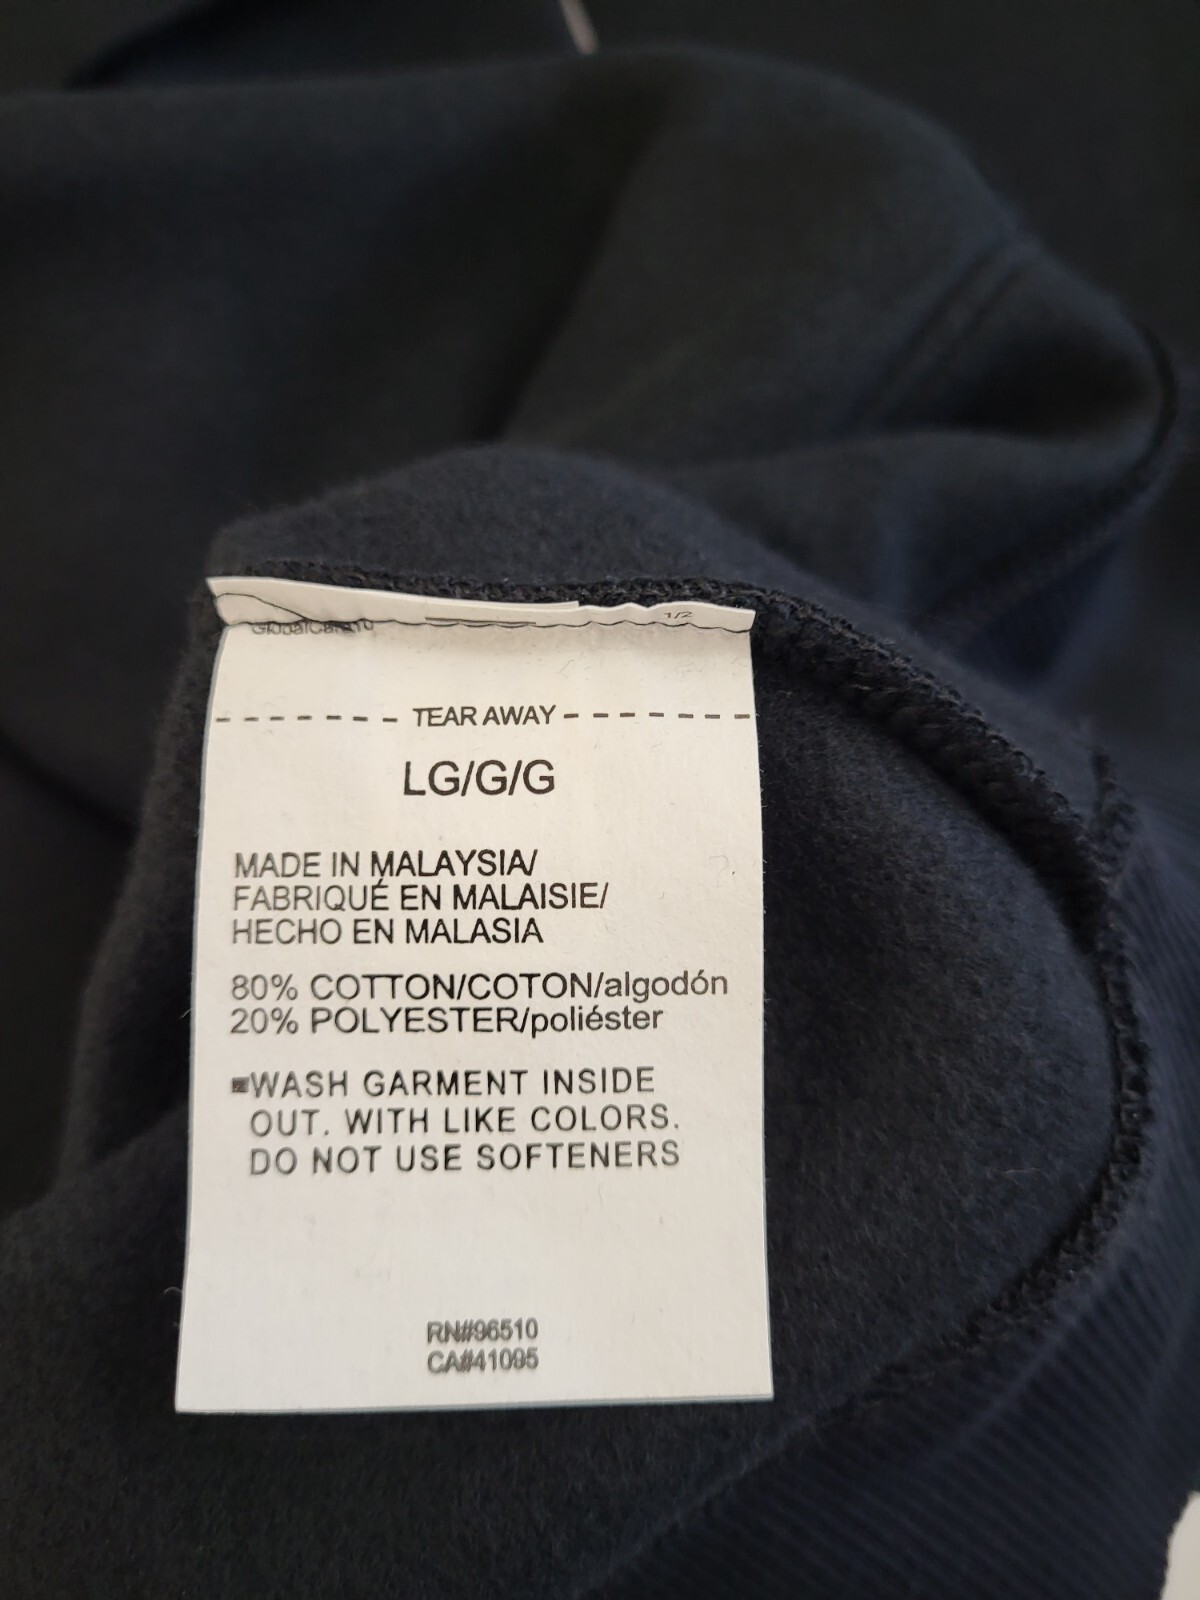 1/2
TEAR AWAY
LG/G/G
MADE IN MALAYSIA/
FABRIQUÉ EN MALAISIE/
HECHO EN MALASIA
80% COTTON/COTON/algodón
20% POLYESTER/poliéster
WASH GARMENT INSIDE
OUT. WITH LIKE COLORS.
DO NOT USE SOFTENERS
RN#96510
CA#41095